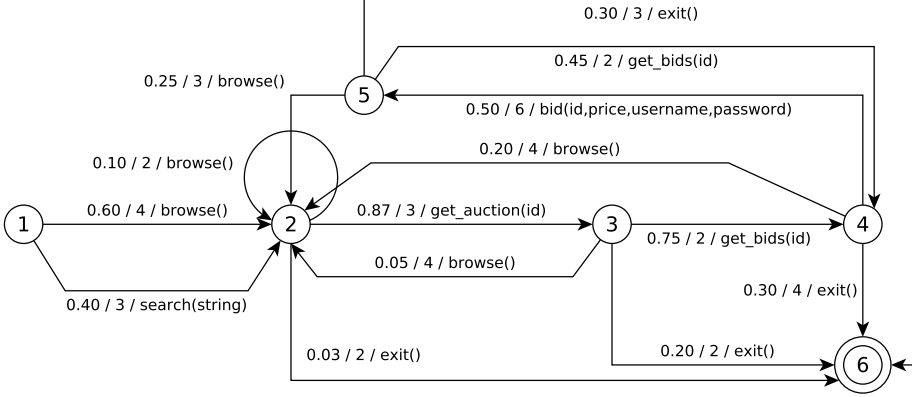 0.30 / 3 / exit()
0.45 / 2 / get_bids(id)
0.25 / 3 / browse()
5
0.50 / 6 / bid(id,price,username,password)
0.10 / 2 / browse()
0.20 / 4 / browse()
1
0.60 / 4 / browse()
2
0.87 / 3 / get_auction(id)
3
0.75 / 2 / get_bids(id)
4
0.05 / 4 / browse()
0.40 / 3 / search(string)
0.30 / 4 / exit()
0.03 / 2 / exit()
0.20 / 2 / exit()
6